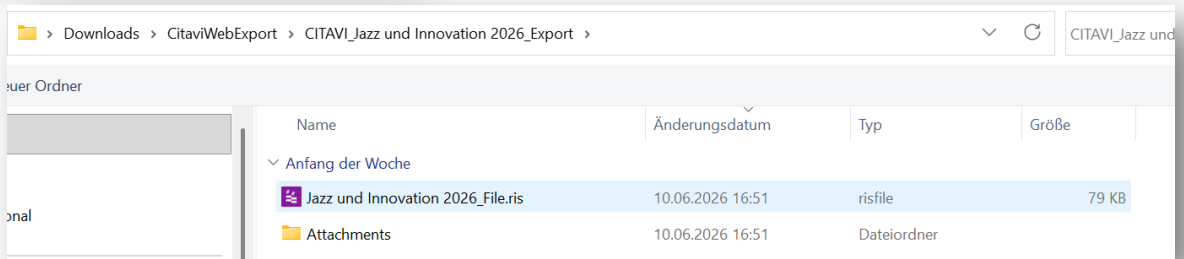 Downloads > CitaviWebExport > CITAVI_Jazz und Innovation 2026_Export > CITAVI_Jazz und
euer Ordner
Name Änderungsdatum Typ Größe
Anfang der Woche
Jazz und Innovation 2026_File.ris 10.06.2026 16:51 risfile 79 KB
onal
Attachments 10.06.2026 16:51 Dateiordner